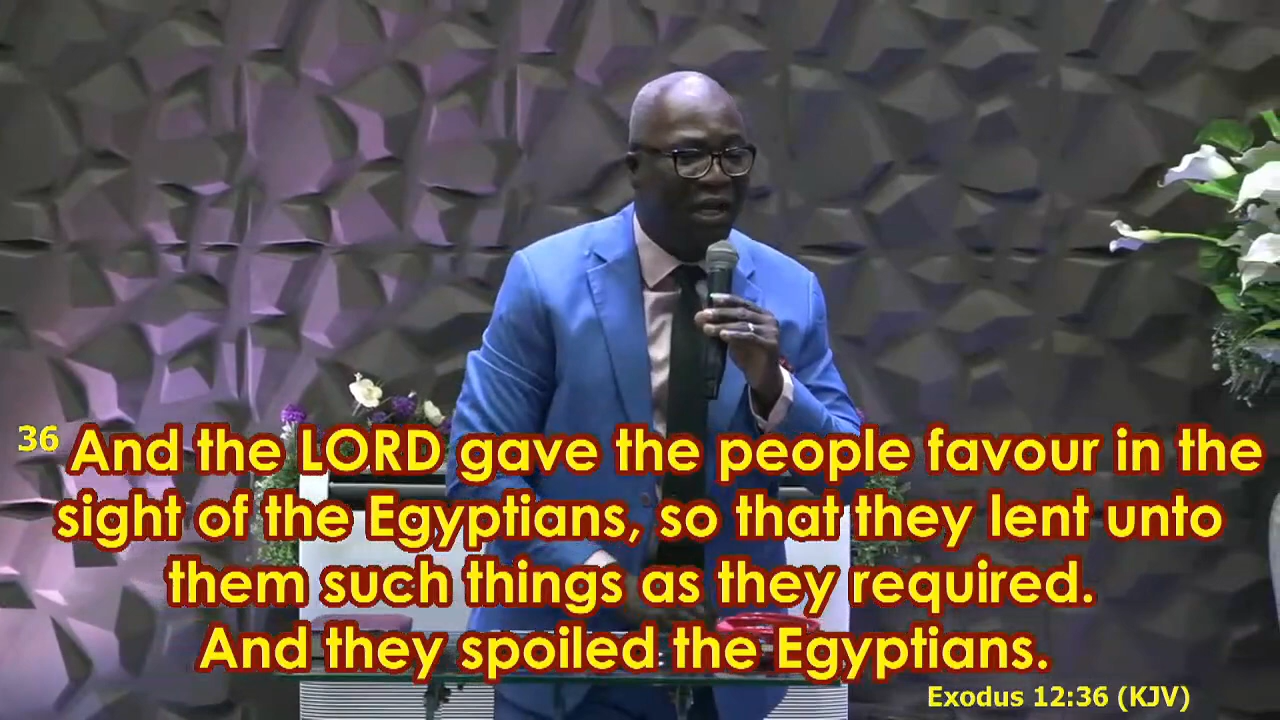 36 And the LORD gave the people favour in the
sight of the Egyptians, so that they lent unto
them such things as they required.
And they spoiled the Egyptians.
Exodus 12:36 (KJV)